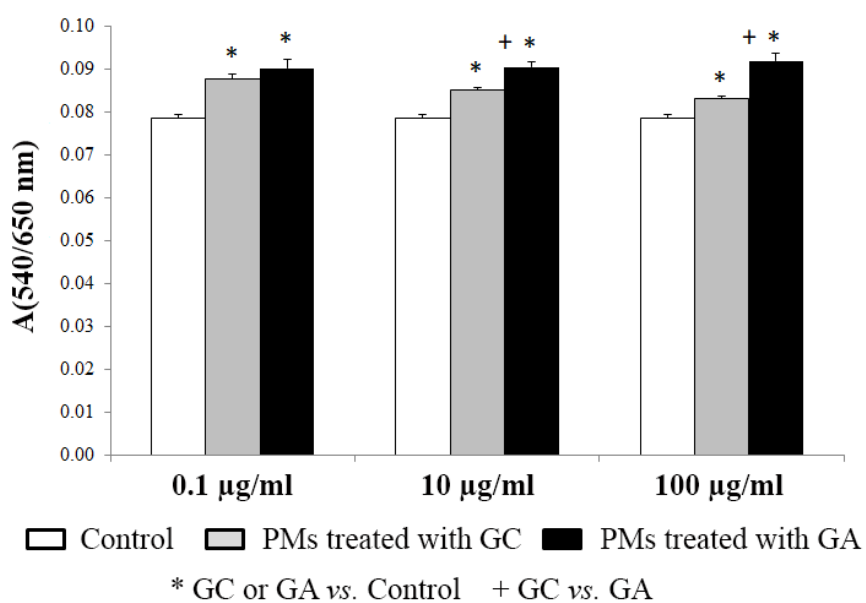 A(540/650 nm)
0.10
0.09
0.08
0.07
0.06
0.05
0.04
0.03
0.02
0.01
0.00
* * + * * + * *
0.1 µg/ml 10 µg/ml 100 µg/ml
Control PMs treated with GC PMs treated with GA
* GC or GA vs. Control + GC vs. GA